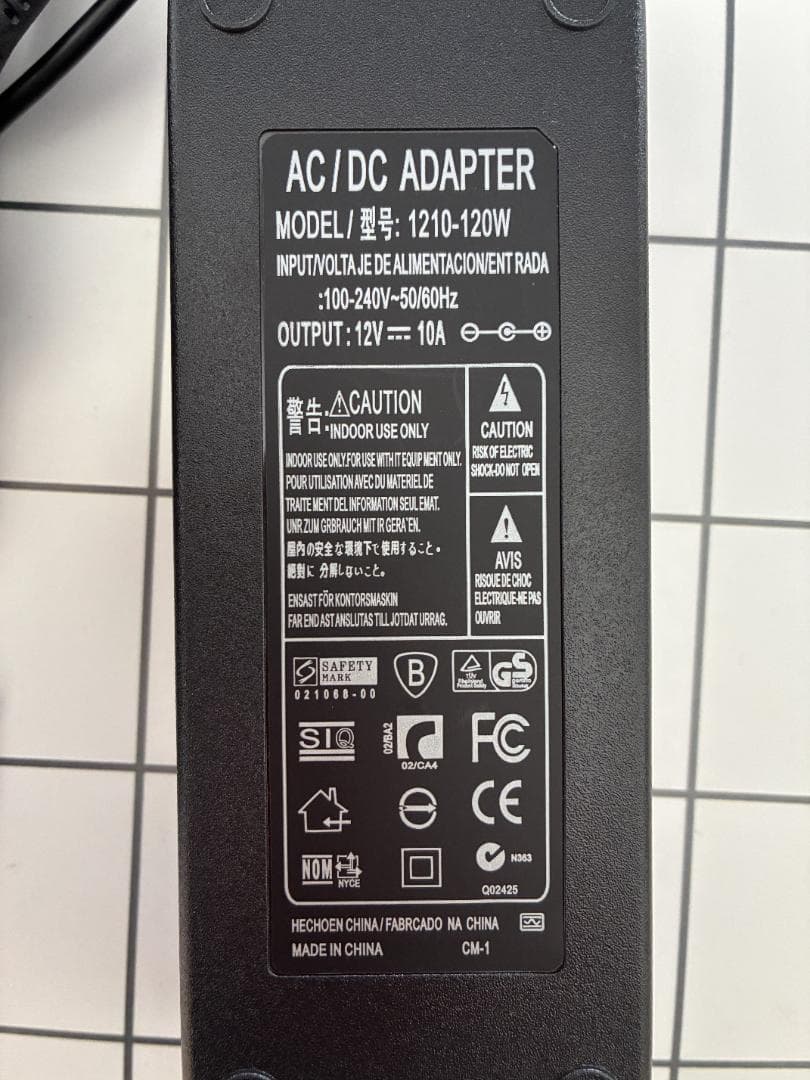 AC/DC ADAPTER
MODEL/型号: 1210-120W
INPUT/VOLTA JE DE ALIMENTACION/ENT RADA
:100-240V~50/60Hz
OUTPUT: 12V 10A
警告:CAUTION
INDOOR USE ONLY
INDOOR USE ONLY.FOR USE WITH IT EQUIP MENT ONLY.
POUR UTILISATION AVEC DU MATERIEL DE
TRAITE MENT DEL INFORMATION SEUL EMAT.
UNR ZUM GRBRAUCH MIT IR GERA¨EN.
屋内の安全な環境下で使用すること。
絕對に 分解しないこと。
ENSAST FÖR KONTORSMASKIN
FAR END AST ANSLUTAS TILL JOTDAT URRAG.
CAUTION
RISK OF ELECTRIC
SHOCK-DO NOT OPEN
AVIS
RISOUE DE CHOC
ELECTRIQUE-NE PAS
OUVRIR
S SAFETY
MARK
021068-00
B
TÜV
Product Safety
GS
SIQ
02/BA2
02/CA4
FC
CE
NOM
NYCE
N363
Q02425
HECHOEN CHINA/FABRCADO NA CHINA
MADE IN CHINA CM-1